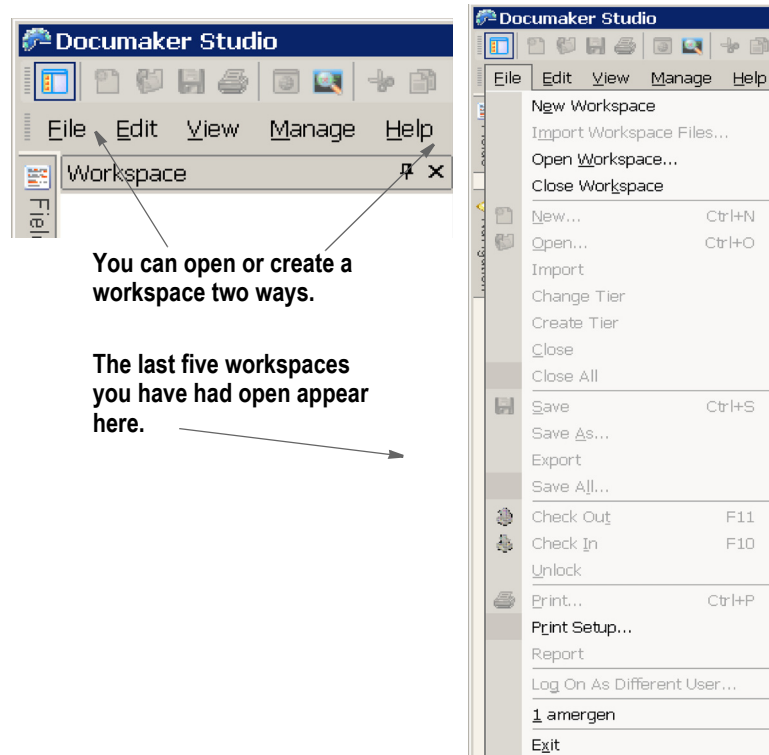 Documaker Studio
File Edit View Manage Help
Workspace
Fiel
You can open or create a
workspace two ways.
The last five workspaces
you have had open appear
here.
Documaker Studio
File Edit View Manage Help
New Workspace
Import Workspace Files...
Open Workspace...
Close Workspace
New... Ctrl+N
Open... Ctrl+O
Import
Change Tier
Create Tier
Close
Close All
Save Ctrl+S
Save As...
Export
Save All...
Check Out F11
Check In F10
Unlock
Print... Ctrl+P
Print Setup...
Report
Log On As Different User...
1 amergen
Exit